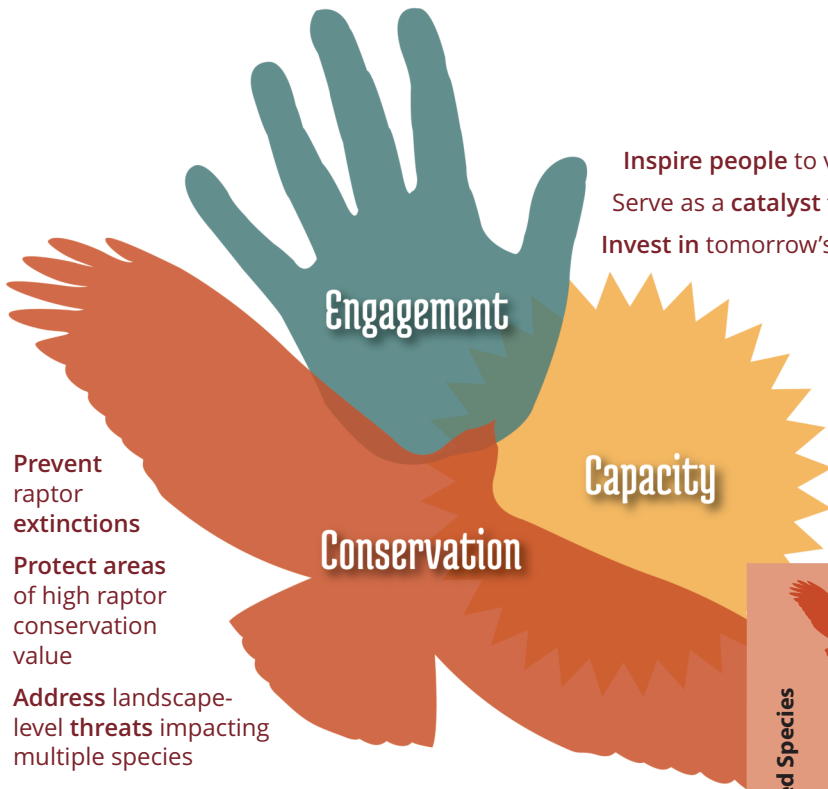 Inspire people to
Serve as a catalyst
Invest in tomorrow's
Engagement
Capacity
Conservation
Prevent
raptor
extinctions
Protect areas
of high raptor
conservation
value
Address landscape-
level threats impacting
multiple species
Species